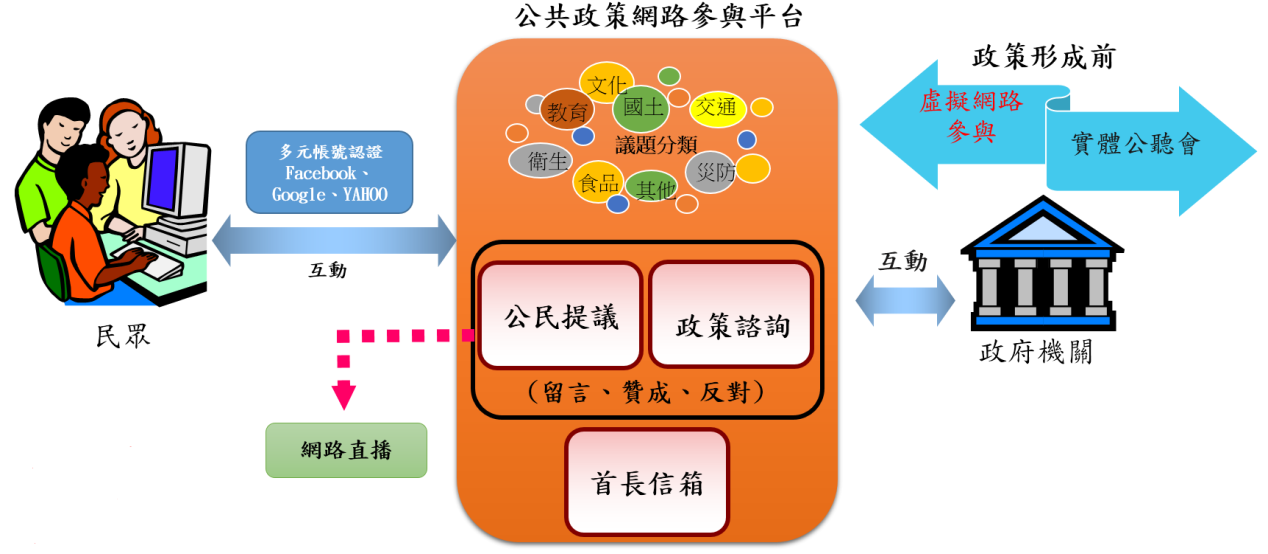 公共政策網路參與平台
文化
教育
國土
交通
議題分類
衛生
災防
食品
其他
多元帳號認證
Facebook、
Google、YAHOO
互動
民眾
公民提議
政策諮詢
(留言、贊成、反對)
網路直播
首長信箱
政策形成前
虛擬網路
參與
實體公聽會
互動
政府機關